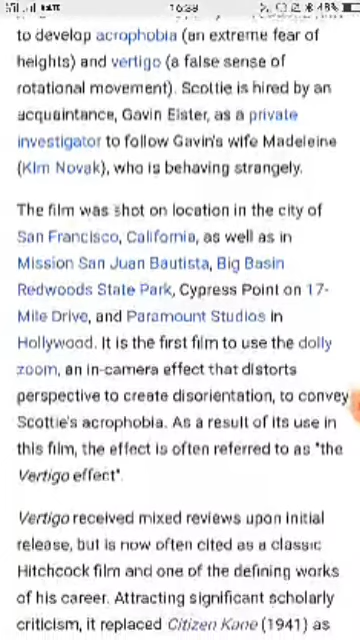 10:38
48%
to develop acrophobia (an extreme fear of
heights) and vertigo (a false sense of
rotational movement). Scottie is hired by an
acquaintance, Gavin Elster, as a private
investigator to follow Gavin's wife Madeleine
(Kim Novak), who is behaving strangely.
The film was shot on location in the city of
San Francisco, California, as well as in
Mission San Juan Bautista, Big Basin
Redwoods State Park, Cypress Point on 17-
Mile Drive, and Paramount Studios in
Hollywood. It is the first film to use the dolly
zoom, an in-camera effect that distorts
perspective to create disorientation, to convey
Scottie's acrophobia. As a result of its use in
this film, the effect is often referred to as "the
Vertigo effect".
Vertigo received mixed reviews upon initial
release, but is now often cited as a classic
Hitchcock film and one of the defining works
of his career. Attracting significant scholarly
criticism, it replaced Citizen Kane (1941) as